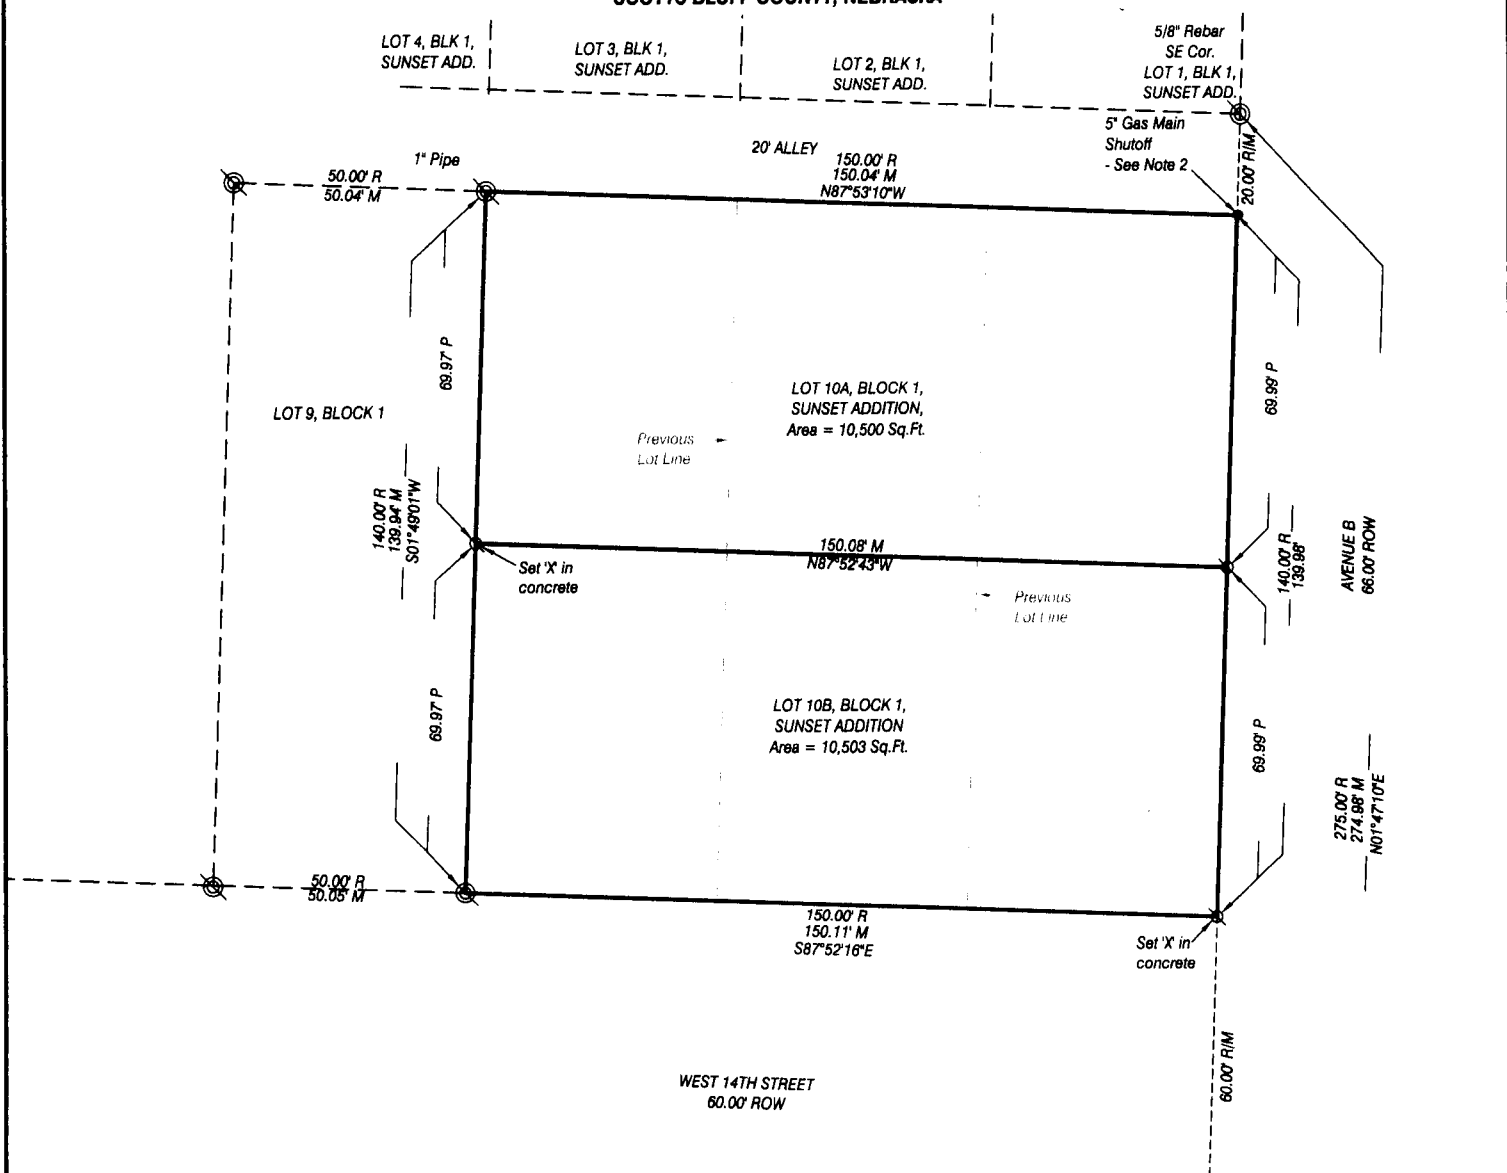 SCOTTS BLUFF COUNTY, NEBRASKA
LOT 4, BLK 1,
SUNSET ADD.
LOT 3, BLK 1,
SUNSET ADD.
LOT 2, BLK 1,
SUNSET ADD.
5/8" Rebar
SE Cor.
LOT 1, BLK 1,
SUNSET ADD.
5" Gas Main
Shutoff
- See Note 2
20.00' R/M
20' ALLEY
1" Pipe
50.00' R
50.04' M
150.00' R
150.04' M
N87°53'10"W
69.97' P
69.99' P
LOT 9, BLOCK 1
LOT 10A, BLOCK 1,
SUNSET ADDITION,
Area = 10,500 Sq.Ft.
Previous
Lot Line
140.00' R
139.94' M
S01°49'01"W
150.08' M
N87°52'43"W
Set 'X' in
concrete
140.00' R
139.98'
AVENUE B
66.00' ROW
Previous
Lot Line
69.97' P
LOT 10B, BLOCK 1,
SUNSET ADDITION
Area = 10,503 Sq.Ft.
69.99' P
275.00' R
274.98' M
N01°47'10"E
50.00' R
50.05' M
150.00' R
150.11' M
S87°52'16"E
Set 'X' in
concrete
60.00' R/M
WEST 14TH STREET
60.00' ROW